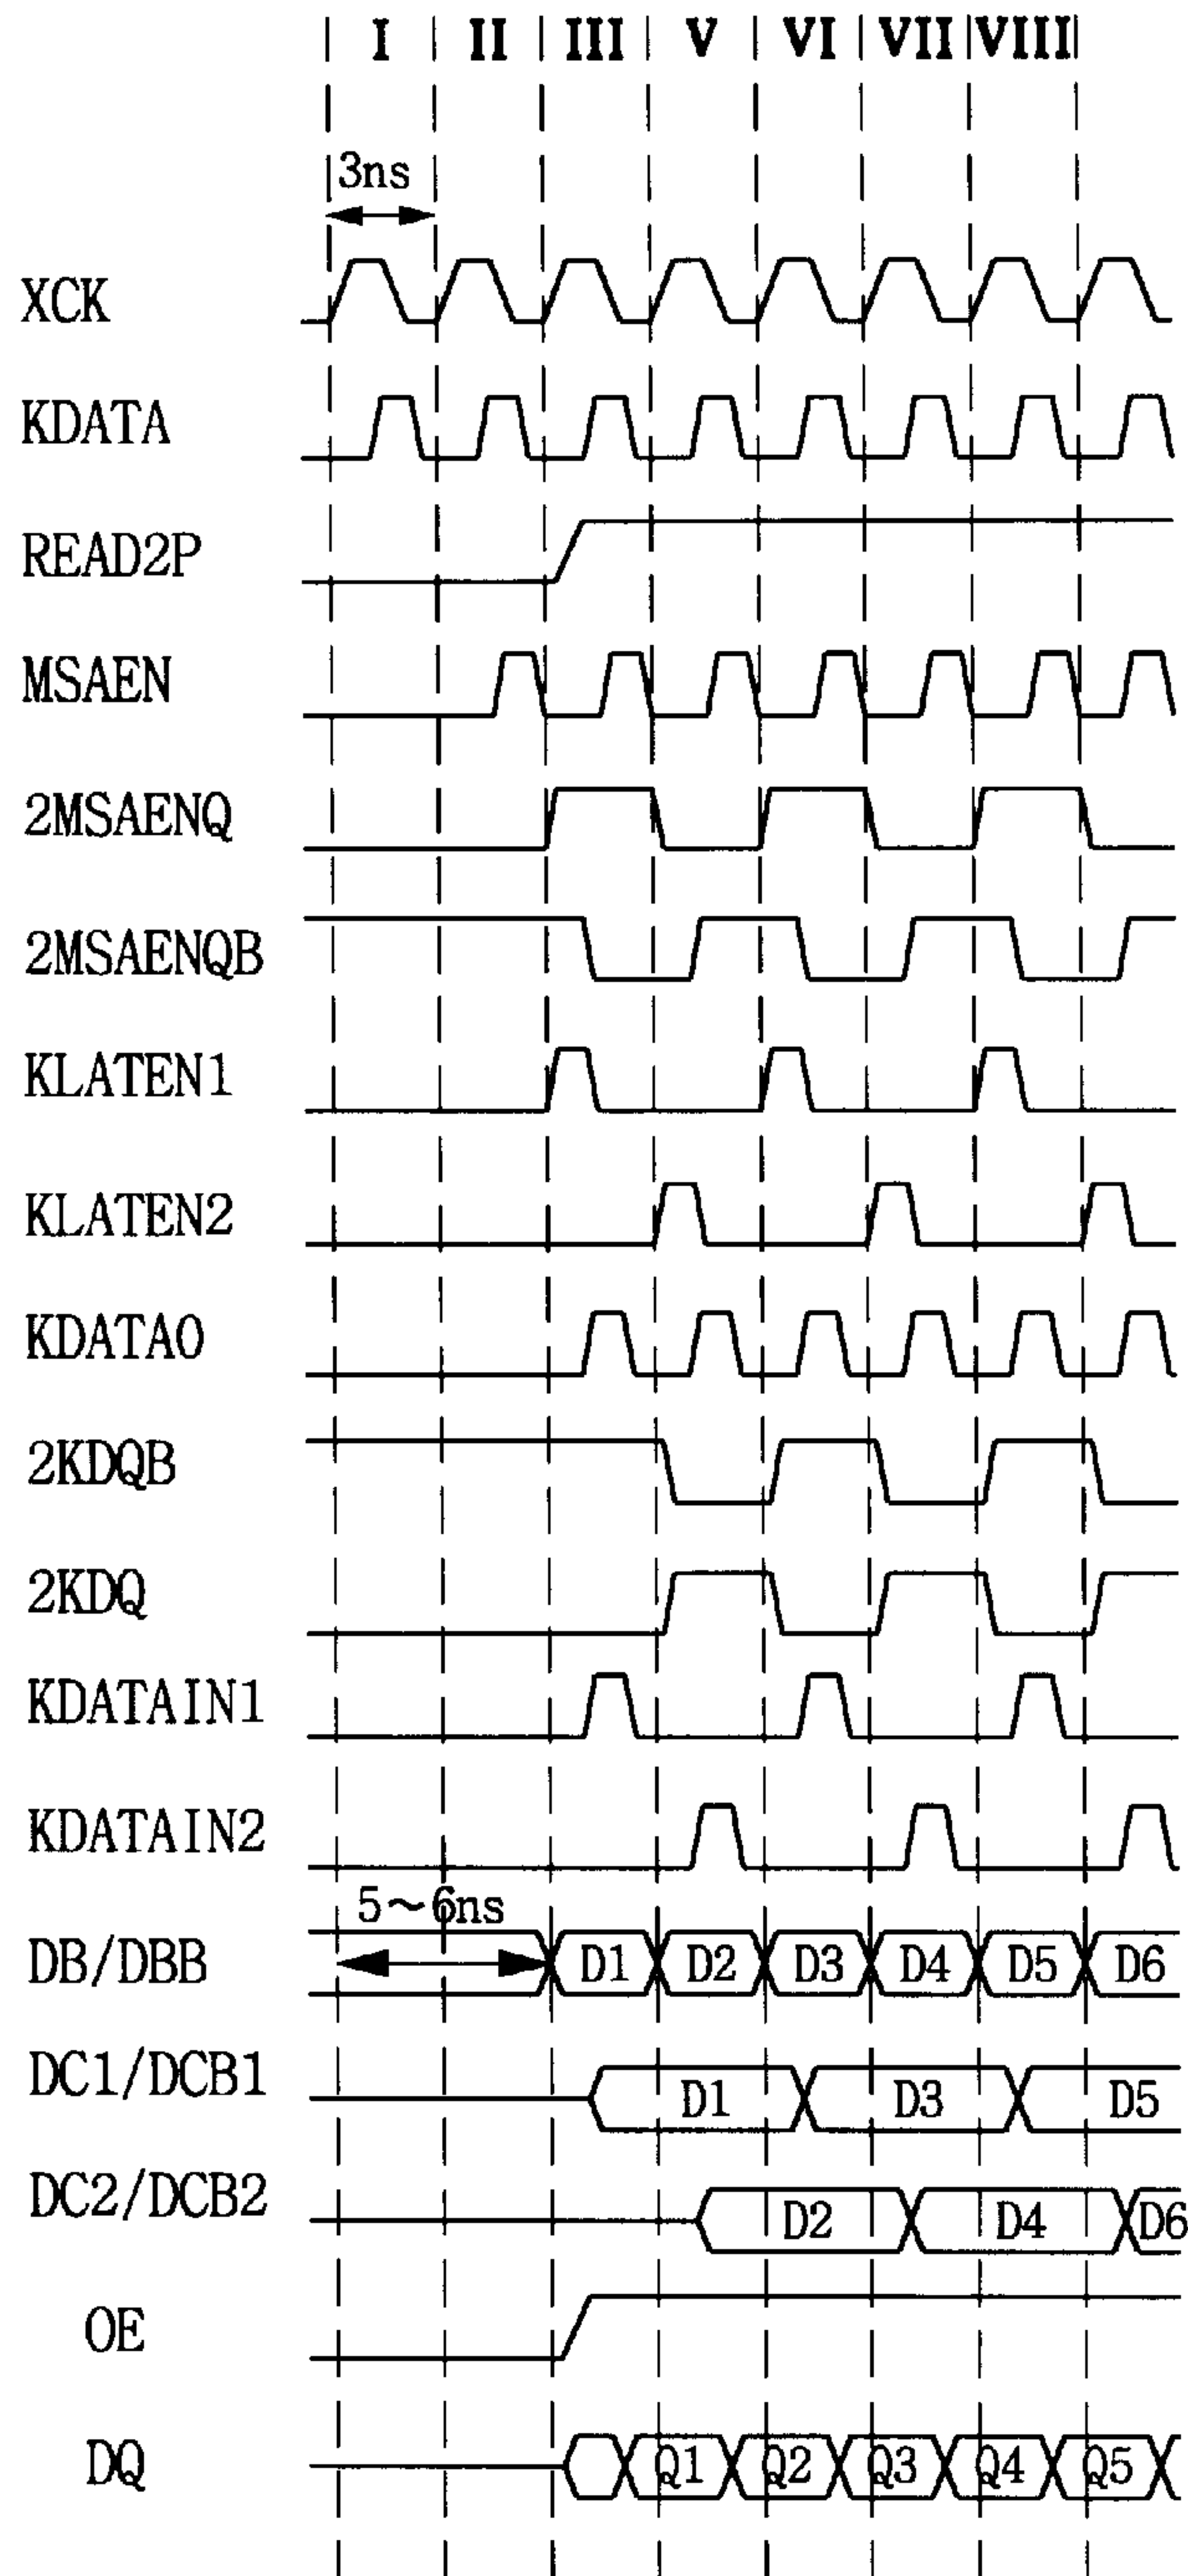 I II III V VI VII VIII
3ns
XCK
KDATA
READ2P
MSAEN
2MSAENQ
2MSAENQB
KLATEN1
KLATEN2
KDATAO
2KDQB
2KDQ
KDATAIN1
KDATAIN2
5~6ns
DB/DBB D1 D2 D3 D4 D5 D6
DC1/DCB1 D1 D3 D5
DC2/DCB2 D2 D4 D6
OE
DQ Q1 Q2 Q3 Q4 Q5